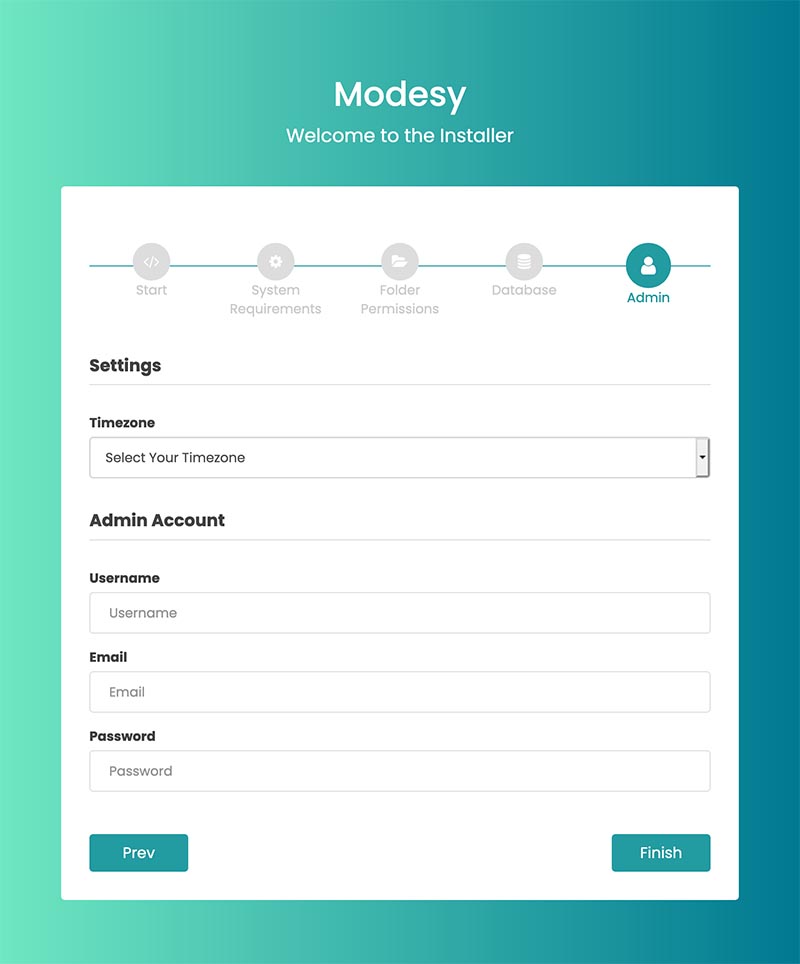 Modesy
Welcome to the Installer
Start
System
Requirements
Folder
Permissions
Database
Admin
Settings
Timezone
Select Your Timezone
Admin Account
Username
Username
Email
Email
Password
Password
Prev
Finish